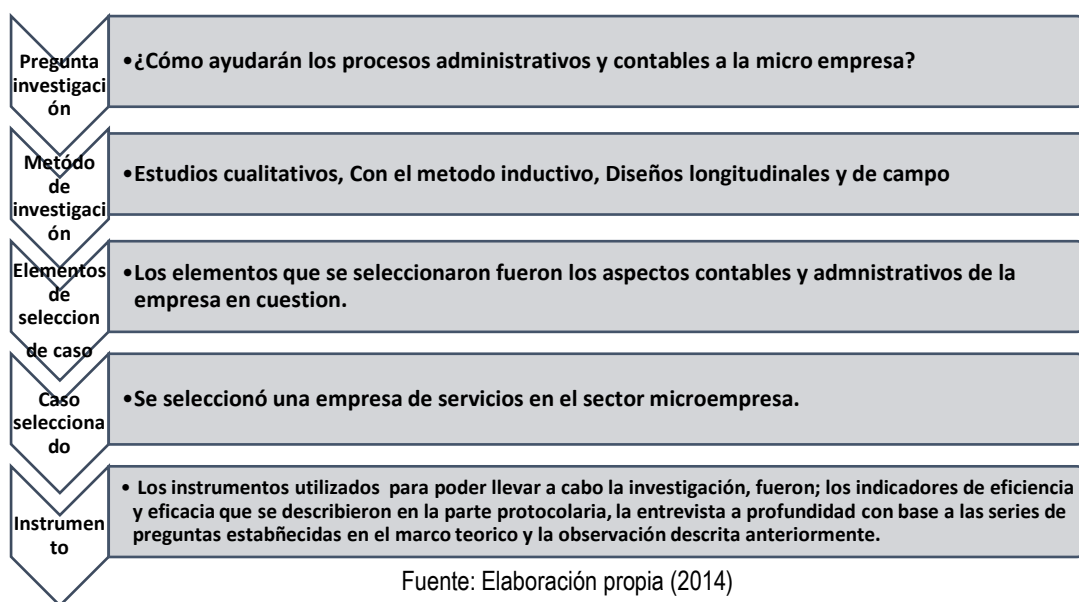 Pregunta
investigaci
ón
•¿Cómo ayudarán los procesos administrativos y contables a la micro empresa?
Metódo
de
investigaci
ón
•Estudios cualitativos, Con el metodo inductivo, Diseños longitudinales y de campo
Elementos
de
seleccion
de caso
•Los elementos que se seleccionaron fueron los aspectos contables y admnistrativos de la
empresa en cuestion.
Caso
selecciona
do
•Se seleccionó una empresa de servicios en el sector microempresa.
Instrumen
to
• Los instrumentos utilizados para poder llevar a cabo la investigación, fueron; los indicadores de eficiencia
y eficacia que se describieron en la parte protocolaria, la entrevista a profundidad con base a las series de
preguntas estabñecidas en el marco teorico y la observación descrita anteriormente.
Fuente: Elaboración propia (2014)